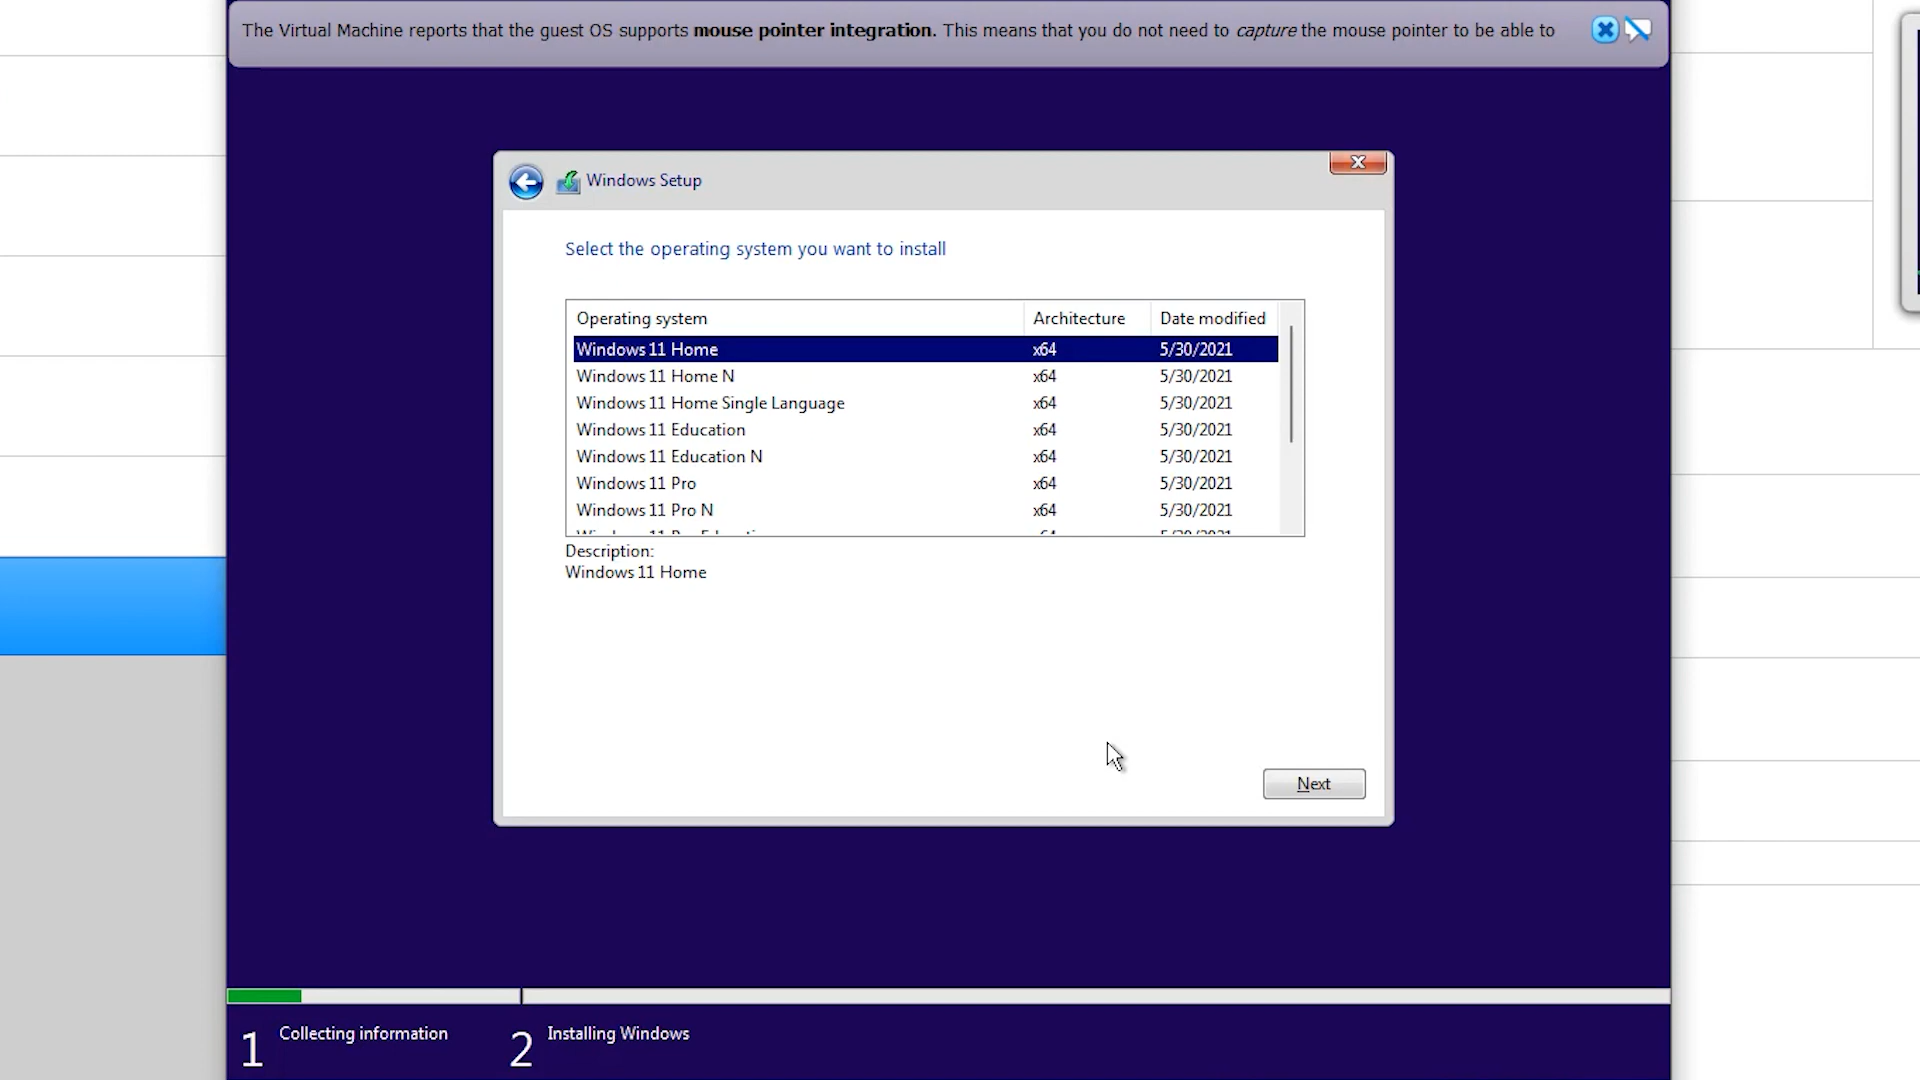 The Virtual Machine reports that the guest OS supports mouse pointer integration. This means that you do not need to capture the mouse pointer to be able to
Windows Setup
Select the operating system you want to install
Operating system Architecture Date modified
Windows 11 Home x64 5/30/2021
Windows 11 Home N x64 5/30/2021
Windows 11 Home Single Language x64 5/30/2021
Windows 11 Education x64 5/30/2021
Windows 11 Education N x64 5/30/2021
Windows 11 Pro x64 5/30/2021
Windows 11 Pro N x64 5/30/2021
Description:
Windows 11 Home
Next
1 Collecting information 2 Installing Windows